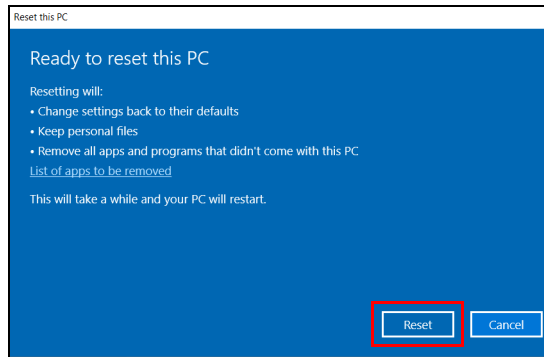 Reset this PC
Ready to reset this PC
Resetting will:
• Change settings back to their defaults
• Keep personal files
• Remove all apps and programs that didn't come with this PC
List of apps to be removed
This will take a while and your PC will restart.
Reset Cancel